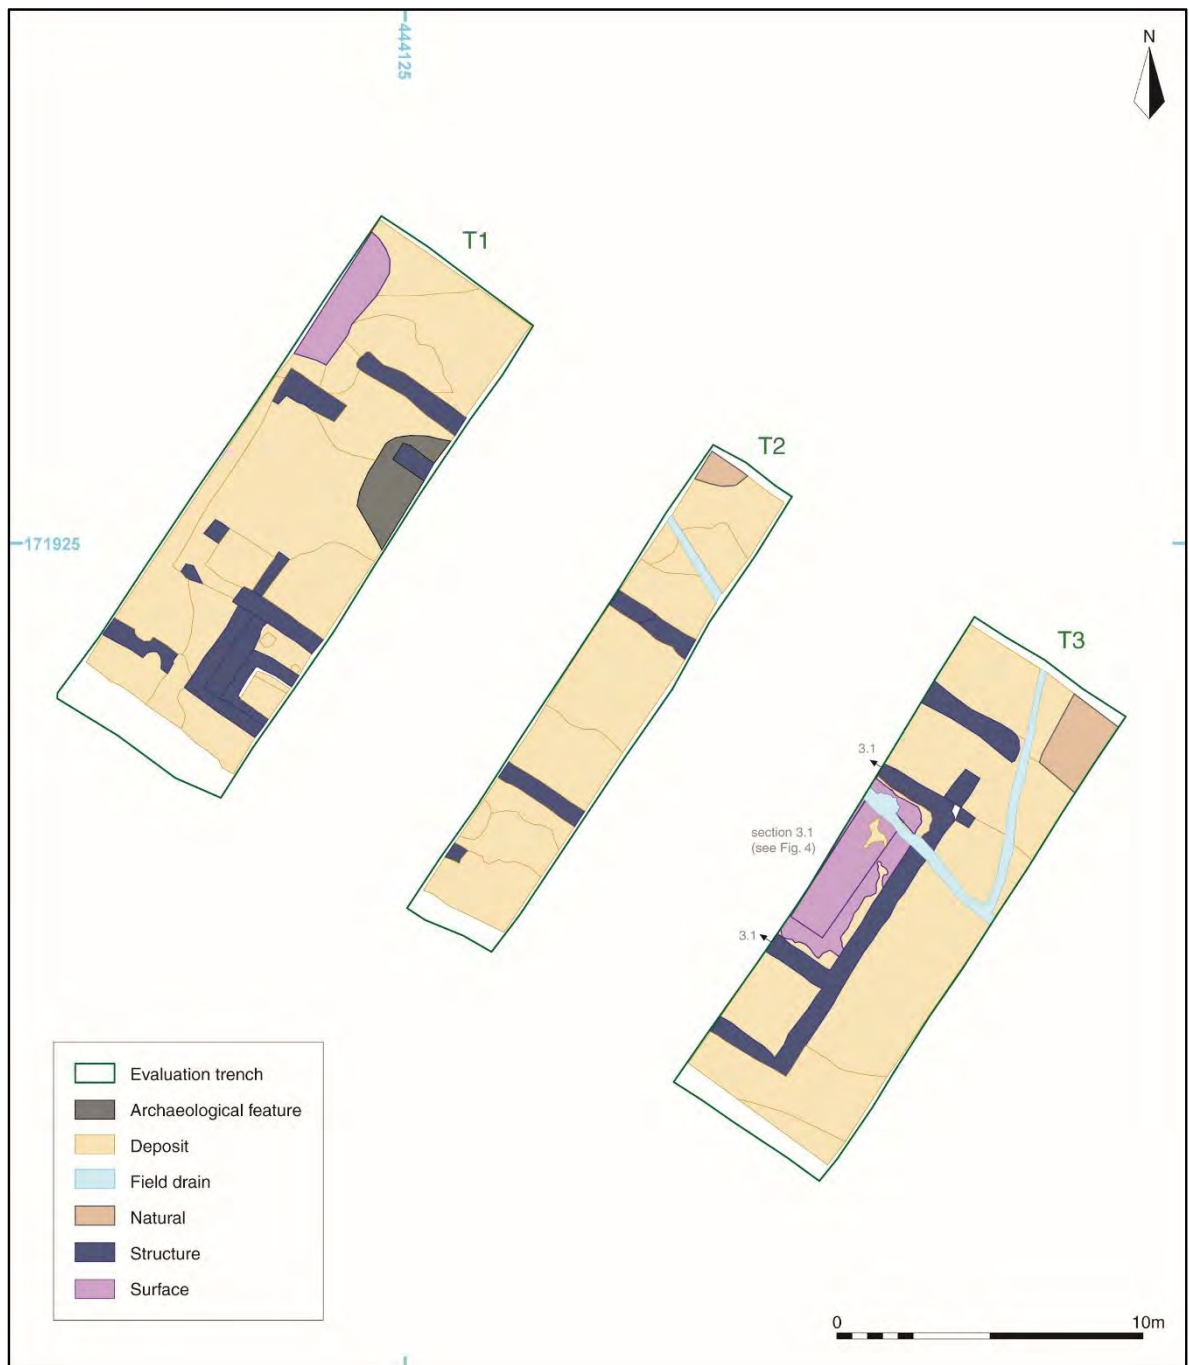 444125
N
T1
T2
171925
T3
3.1
section 3.1
(see Fig. 4)
3.1
Evaluation trench
Archaeological feature
Deposit
Field drain
Natural
Structure
Surface
0 10m